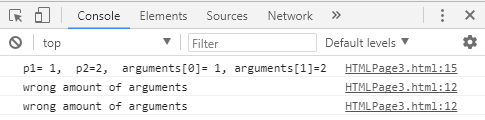 Console Elements Sources Network »
top Filter Default levels
p1= 1,  p2=2,  arguments[0]= 1, arguments[1]=2 HTMLPage3.html:15
wrong amount of arguments HTMLPage3.html:12
wrong amount of arguments HTMLPage3.html:12